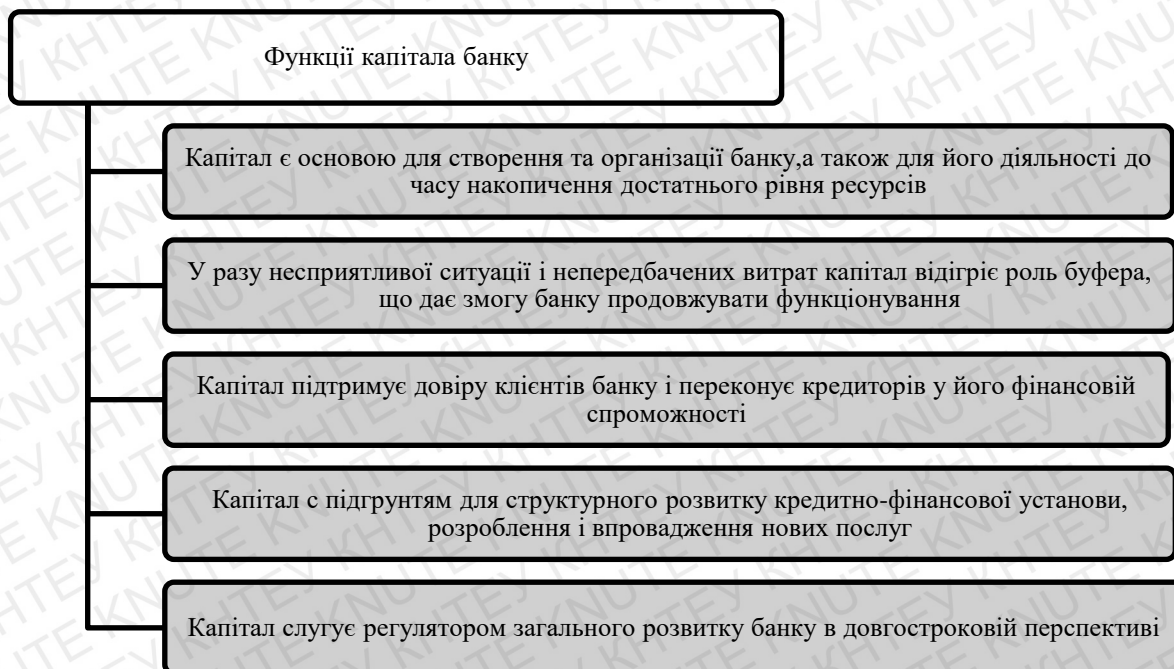 Функції капітала банку
Капітал є основою для створення та організації банку,а також для його діяльності до
часу накопичення достатнього рівня ресурсів
У разу несприятливої ситуації і непередбачених витрат капітал відігріє роль буфера,
що дає змогу банку продовжувати функціонування
Капітал підтримує довіру клієнтів банку і переконує кредиторів у його фінансовій
спроможності
Капітал с підгрунтям для структурного розвитку кредитно-фінансової установи,
розроблення і впровадження нових послуг
Капітал слугує регулятором загального розвитку банку в довгостроковій перспективі